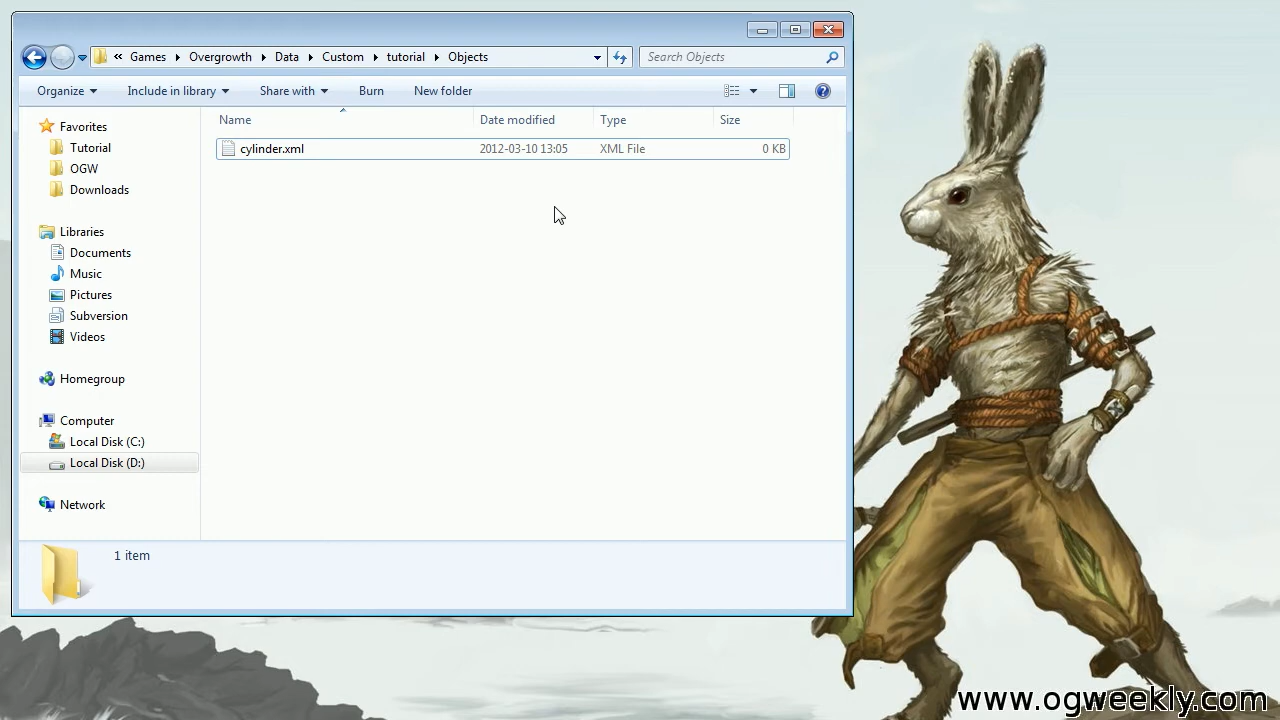 « Games Overgrowth Data Custom tutorial Objects
Search Objects
Organize Include in library Share with Burn New folder
Name Date modified Type Size
cylinder.xml 2012-03-10 13:05 XML File 0 KB
Favorites
Tutorial
OGW
Downloads
Libraries
Documents
Music
Pictures
Subversion
Videos
Homegroup
Computer
Local Disk (C:)
Local Disk (D:)
Network
1 item
www.ogweekly.com